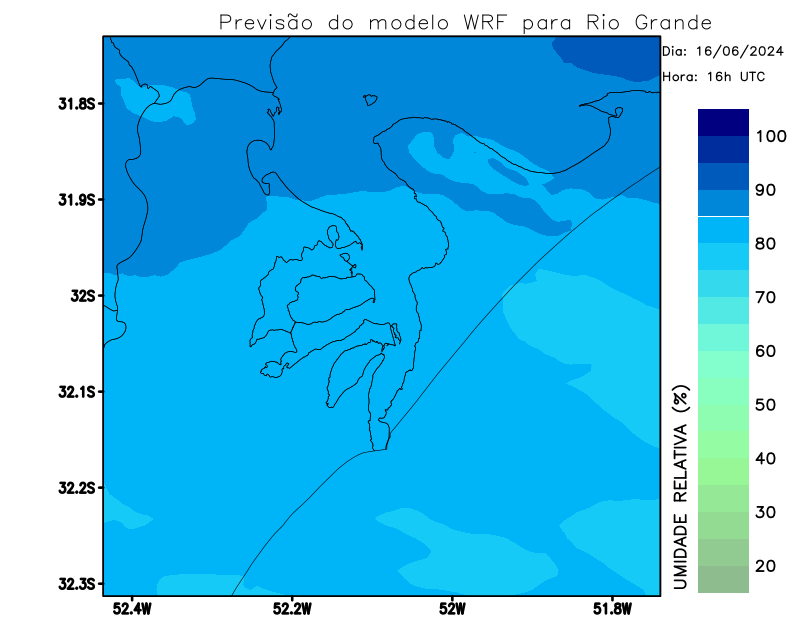 Previsão do modelo WRF para Rio Grande
Dia: 16/06/2024
Hora: 16h UTC
31.8S
31.9S
32S
32.1S
32.2S
32.3S
52.4W
52.2W
52W
51.8W
UMIDADE RELATIVA (%)
100
90
80
70
60
50
40
30
20